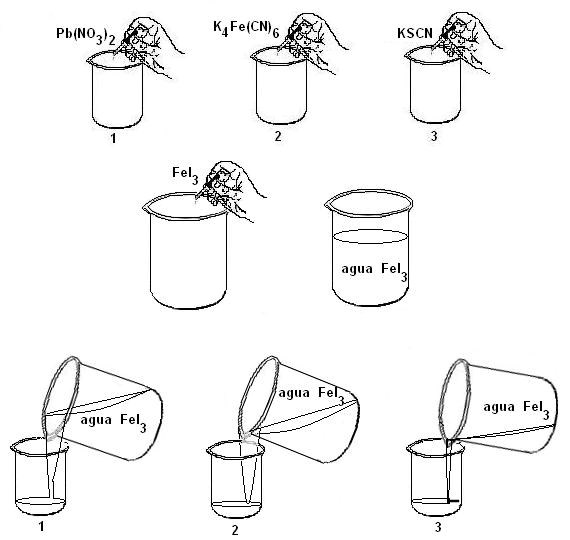 Pb(NO3)2
K4Fe(CN)6
KSCN
1
2
3
FeI3
agua FeI3
agua FeI3
agua FeI3
agua FeI3
1
2
3